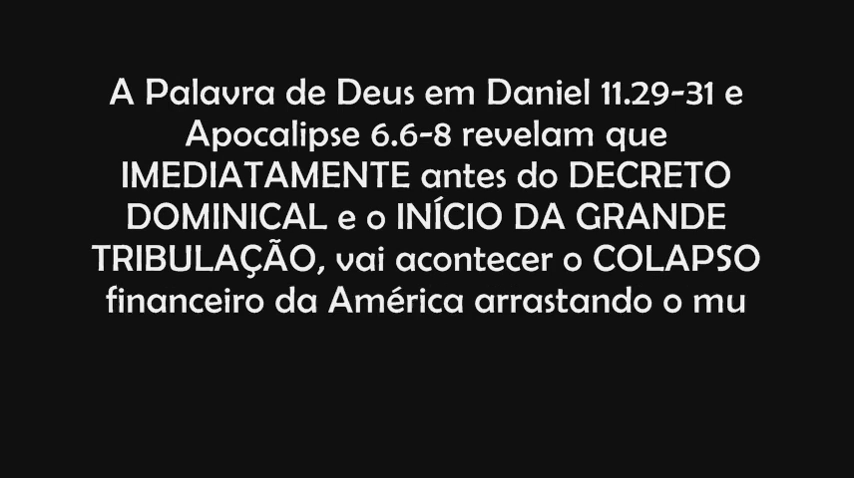 A Palavra de Deus em Daniel 11.29-31 e
Apocalipse 6.6-8 revelam que
IMEDIATAMENTE antes do DECRETO
DOMINICAL e o INÍCIO DA GRANDE
TRIBULAÇÃO, vai acontecer o COLAPSO
financeiro da América arrastando o mu